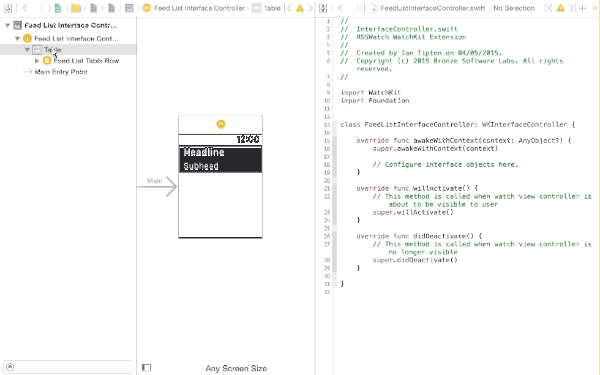 Feed List Interface Controller
Table
FeedListInterfaceController.swift
No Selection
Feed List Interface Contr...
Feed List Interface Cont...
Table
Feed List Table Row
Main Entry Point
Main
12:00
Headline
Subhead
Any Screen Size
1 //
2 // InterfaceController.swift
3 // RSSWatch WatchKit Extension
4 //
5 // Created by Ian Tipton on 04/05/2015.
6 // Copyright (c) 2015 Bronze Software Labs. All rights
reserved.
7 //
8
9 import WatchKit
10 import Foundation
11
12
13 class FeedListInterfaceController: WKInterfaceController {
14
15 override func awakeWithContext(context: AnyObject?) {
16 super.awakeWithContext(context)
17
18 // Configure interface objects here.
19 }
20
21 override func willActivate() {
22 // This method is called when watch view controller is
about to be visible to user
23 super.willActivate()
24 }
25
26 override func didDeactivate() {
27 // This method is called when watch view controller is
no longer visible
28 super.didDeactivate()
29 }
30
31 }
32